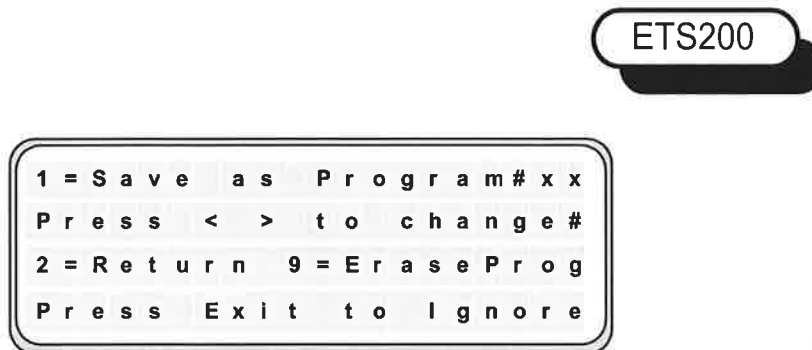 ETS200
1=Save as Program#xx
Press < > to change#
2=Return 9=EraseProg
Press Exit to Ignore